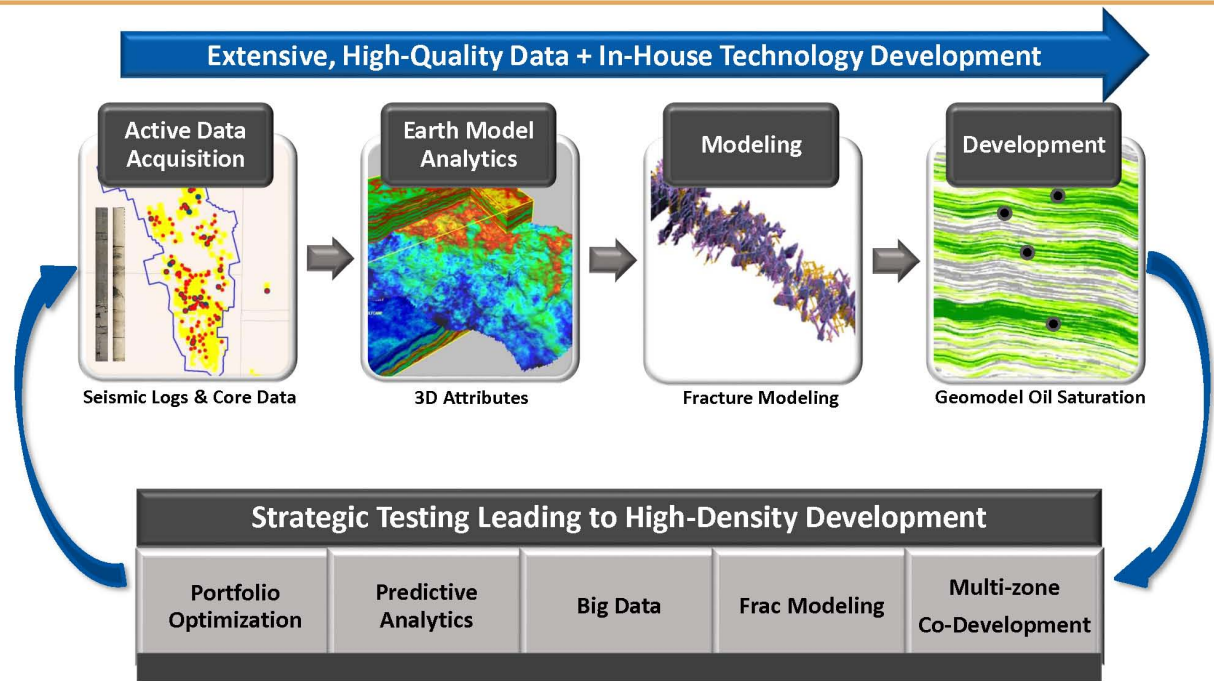 Extensive, High-Quality Data + In-House Technology Development
Active Data
Acquisition
Earth Model
Analytics
Modeling
Development
Seismic Logs & Core Data
3D Attributes
Fracture Modeling
Geomodel Oil Saturation
Strategic Testing Leading to High-Density Development
Portfolio
Optimization
Predictive
Analytics
Big Data
Frac Modeling
Multi-zone
Co-Development